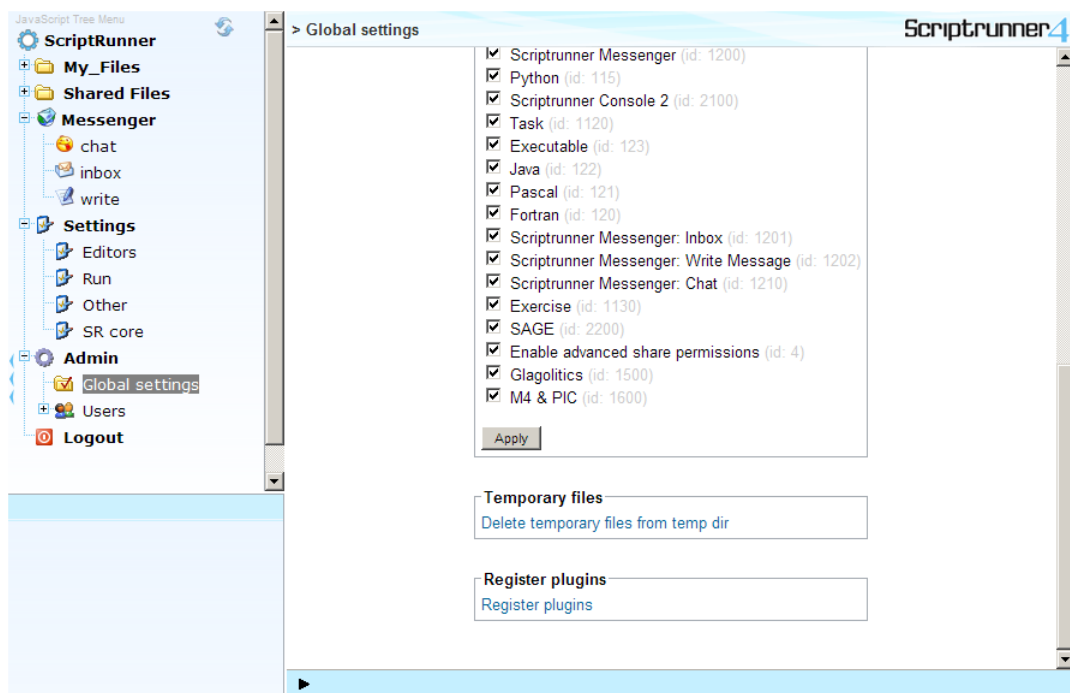 JavaScript Tree Menu
ScriptRunner
My_Files
Shared Files
Messenger
chat
inbox
write
Settings
Editors
Run
Other
SR core
Admin
Global settings
Users
Logout
> Global settings
Scriptrunner4
Scriptrunner Messenger (id: 1200)
Python (id: 115)
Scriptrunner Console 2 (id: 2100)
Task (id: 1120)
Executable (id: 123)
Java (id: 122)
Pascal (id: 121)
Fortran (id: 120)
Scriptrunner Messenger: Inbox (id: 1201)
Scriptrunner Messenger: Write Message (id: 1202)
Scriptrunner Messenger: Chat (id: 1210)
Exercise (id: 1130)
SAGE (id: 2200)
Enable advanced share permissions (id: 4)
Glagolitics (id: 1500)
M4 & PIC (id: 1600)
Apply
Temporary files
Delete temporary files from temp dir
Register plugins
Register plugins